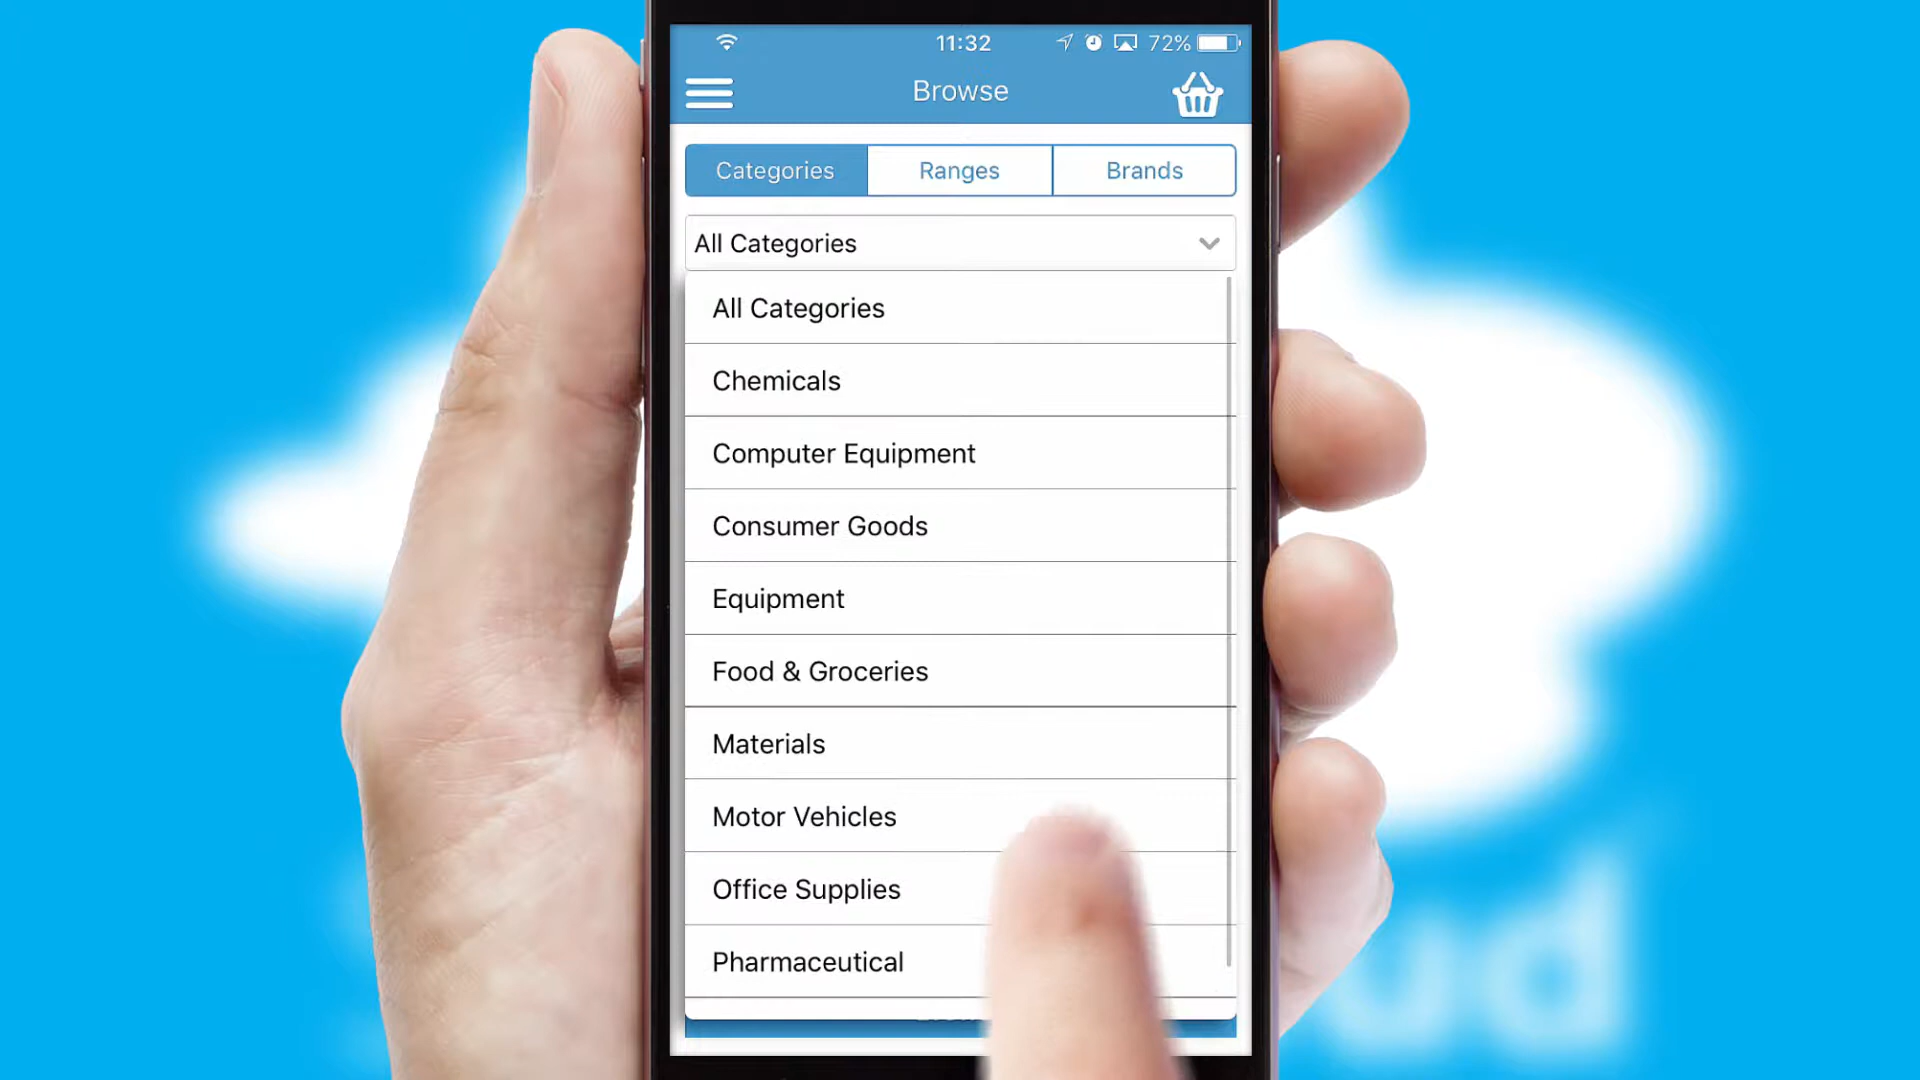 11:32
72%
Browse
Categories
Ranges
Brands
All Categories
All Categories
Chemicals
Computer Equipment
Consumer Goods
Equipment
Food & Groceries
Materials
Motor Vehicles
Office Supplies
Pharmaceutical
ud